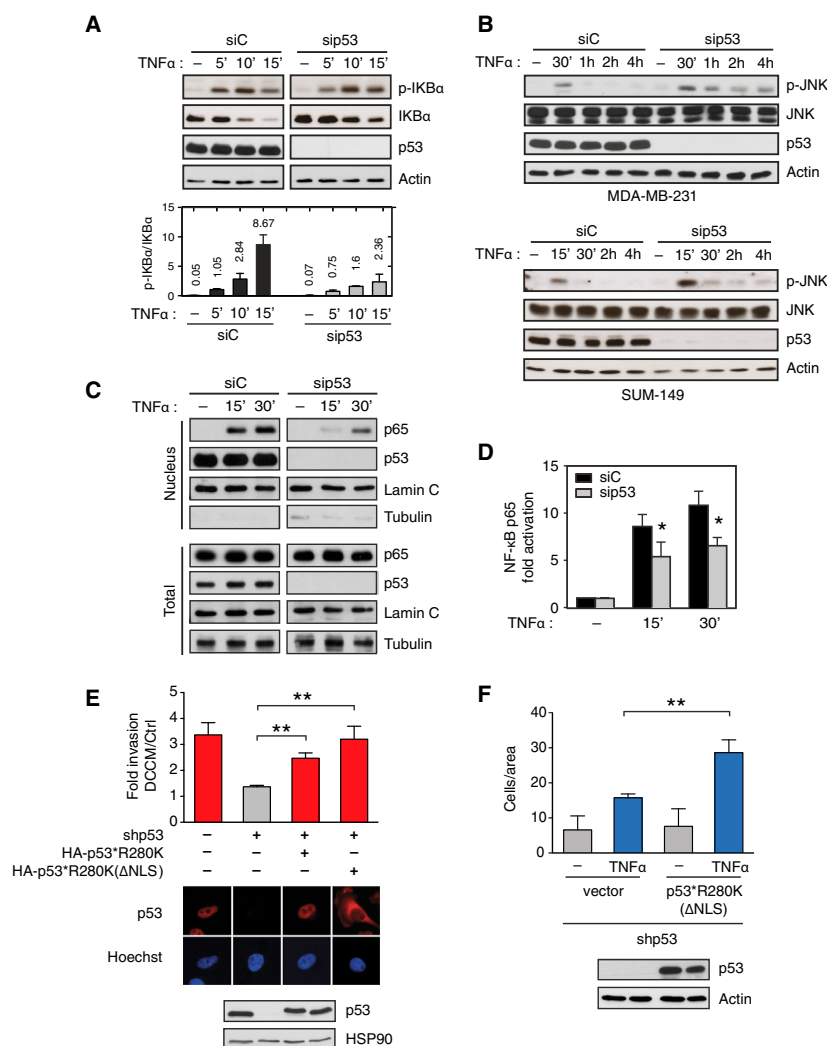 A
siC sip53
TNFα : – 5’ 10’ 15’ – 5’ 10’ 15’
p-IKBα
IKBα
p53
Actin
p-IKBα/IKBα
15
10
5
0
0.05 1.05 2.84 8.67 0.07 0.75 1.6 2.36
TNFα : – 5’ 10’ 15’ – 5’ 10’ 15’
siC sip53
B
siC sip53
TNFα : – 30’ 1h 2h 4h – 30’ 1h 2h 4h
p-JNK
JNK
p53
Actin
MDA-MB-231
siC sip53
TNFα : – 15’ 30’ 2h 4h – 15’ 30’ 2h 4h
p-JNK
JNK
p53
Actin
SUM-149
C
siC sip53
TNFα : – 15’ 30’ – 15’ 30’
Nucleus
p65
p53
Lamin C
Tubulin
Total
p65
p53
Lamin C
Tubulin
D
NF-κB p65
fold activation
15
10
5
0
siC
sip53
* *
TNFα : – 15’ 30’
E
Fold invasion
DCCM/Ctrl
5
4
3
2
1
0
**
**
shp53 – + + +
HA-p53*R280K – – + –
HA-p53*R280K(ΔNLS) – – – +
p53
Hoechst
p53
HSP90
F
Cells/area
40
30
20
10
0
**
– TNFα – TNFα
vector p53*R280K
(ΔNLS)
shp53
p53
Actin